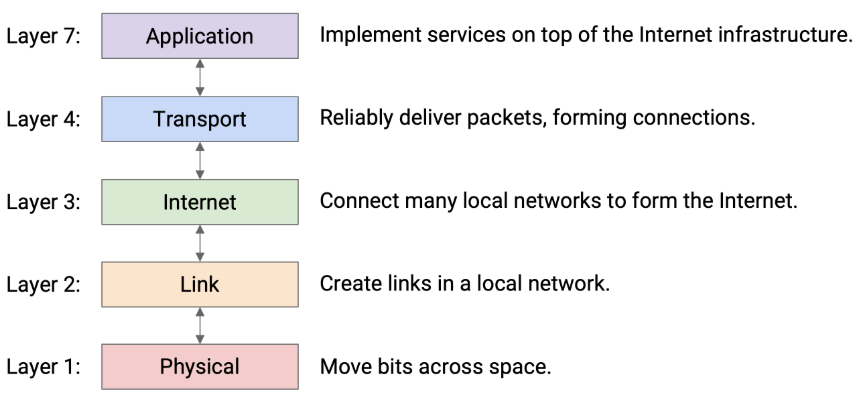 Layer 7: Application Implement services on top of the Internet infrastructure.
Layer 4: Transport Reliably deliver packets, forming connections.
Layer 3: Internet Connect many local networks to form the Internet.
Layer 2: Link Create links in a local network.
Layer 1: Physical Move bits across space.